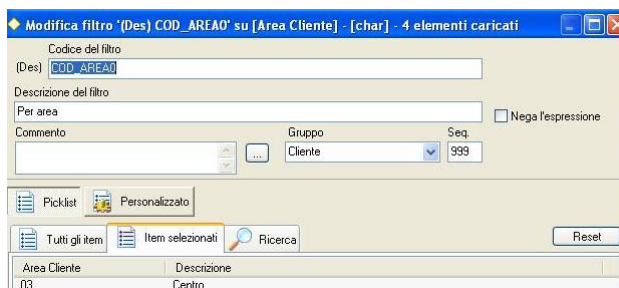 Modifica filtro '(Des) COD_AREA0' su [Area Cliente] - [char] - 4 elementi caricati
Codice del filtro
(Des) COD_AREA0
Descrizione del filtro
Per area
Nega l'espressione
Commento Gruppo Seq.
... Cliente 999
Picklist Personalizzato
Tutti gli item Item selezionati Ricerca Reset
Area Cliente Descrizione
03 Centro